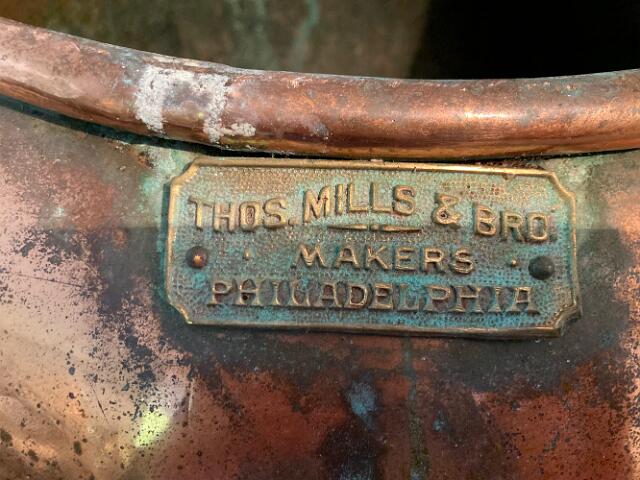 THOS. MILLS & BRO.
MAKERS
PHILADELPHIA